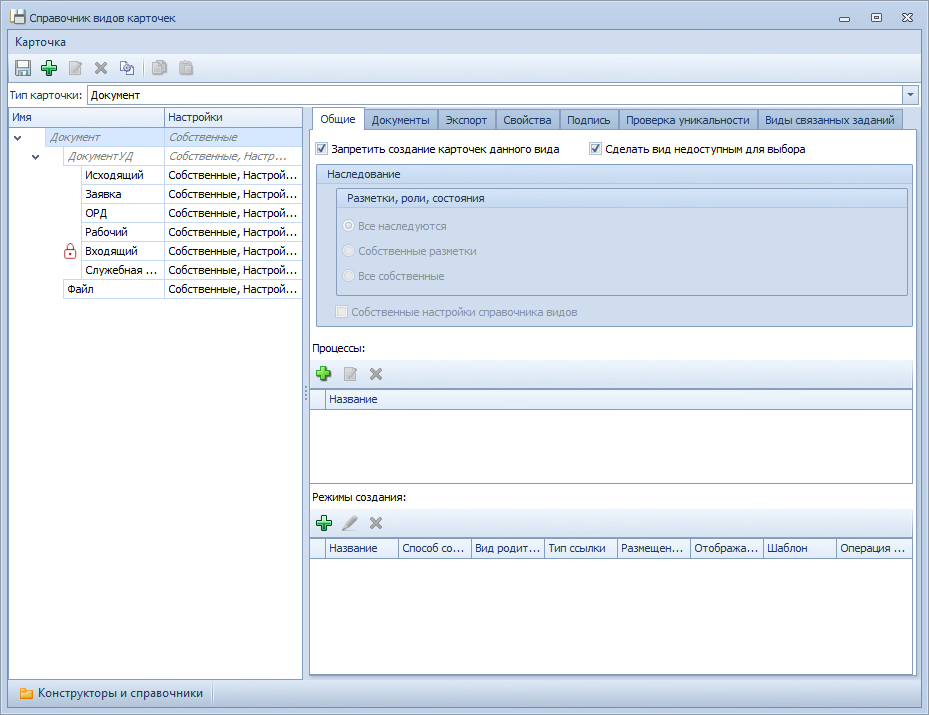 Справочник видов карточек
Карточка
Тип карточки: Документ
Имя Настройки
Документ Собственные
ДокументУД Собственные, Настр...
Исходящий Собственные, Настрой...
Заявка Собственные, Настрой...
ОРД Собственные, Настрой...
Рабочий Собственные, Настрой...
Входящий Собственные, Настрой...
Служебная ... Собственные, Настрой...
Файл Собственные, Настрой...
Общие Документы Экспорт Свойства Подпись Проверка уникальности Виды связанных заданий
Запретить создание карточек данного вида Сделать вид недоступным для выбора
Наследование
Разметки, роли, состояния
Все наследуются
Собственные разметки
Все собственные
Собственные настройки справочника видов
Процессы:
Название
Режимы создания:
Название Способ со... Вид родит... Тип ссылки Размещен... Отобража... Шаблон Операция ...
Конструкторы и справочники